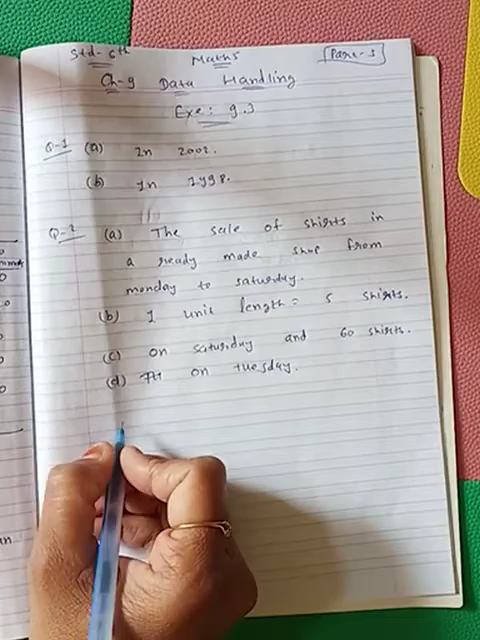 Std- 6th Maths Part-3
Ch-9 Data Handling
Exe: 9.3
Q-1 (a) In 2002.
(b) In 1998.
Q-2 (a) The sale of shirts in
a ready made shop from
monday to saturday.
(b) 1 unit length = 5 shirts.
(c) on saturday and 60 shirts.
(d) on tuesday.